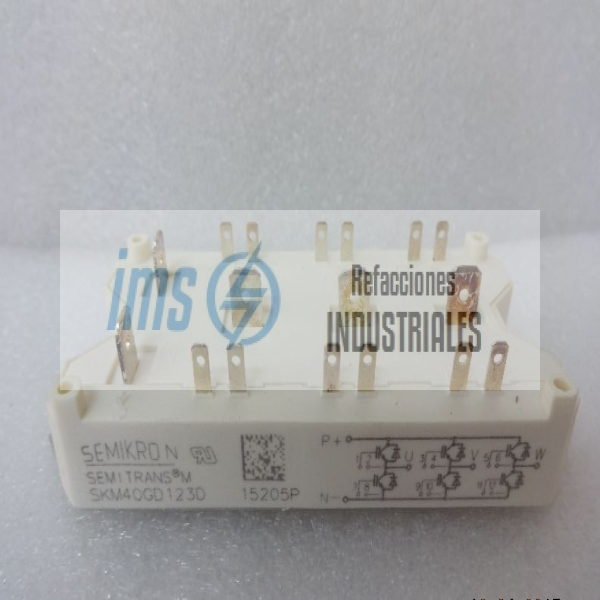 ims
Refacciones
INDUSTRIALES
SEMIKRON
SEMITRANS®M
SKM40GD123D
15205P
P+
U
V
W
N-